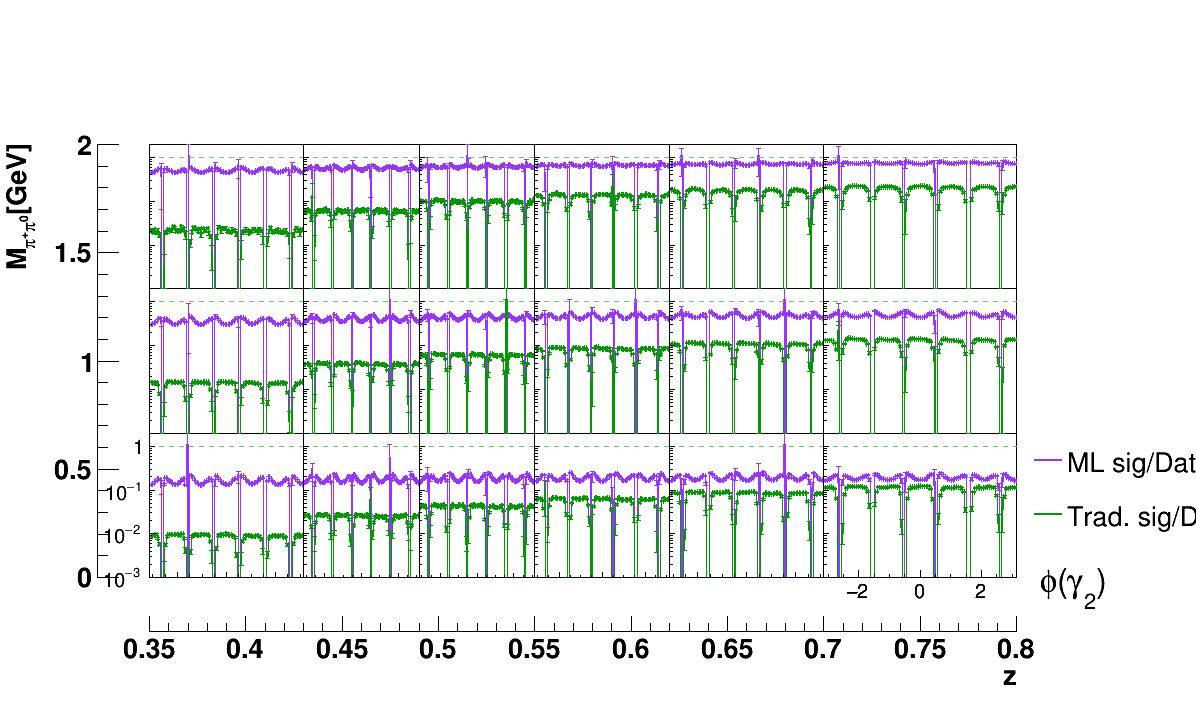 M_{π⁺π⁰}[GeV]
2
1.5
1
0.5
0
1
10⁻¹
10⁻²
10⁻³
ML sig/Dat
Trad. sig/D
−2 0 2
ϕ(γ₂)
0.35 0.4 0.45 0.5 0.55 0.6 0.65 0.7 0.75 0.8
z